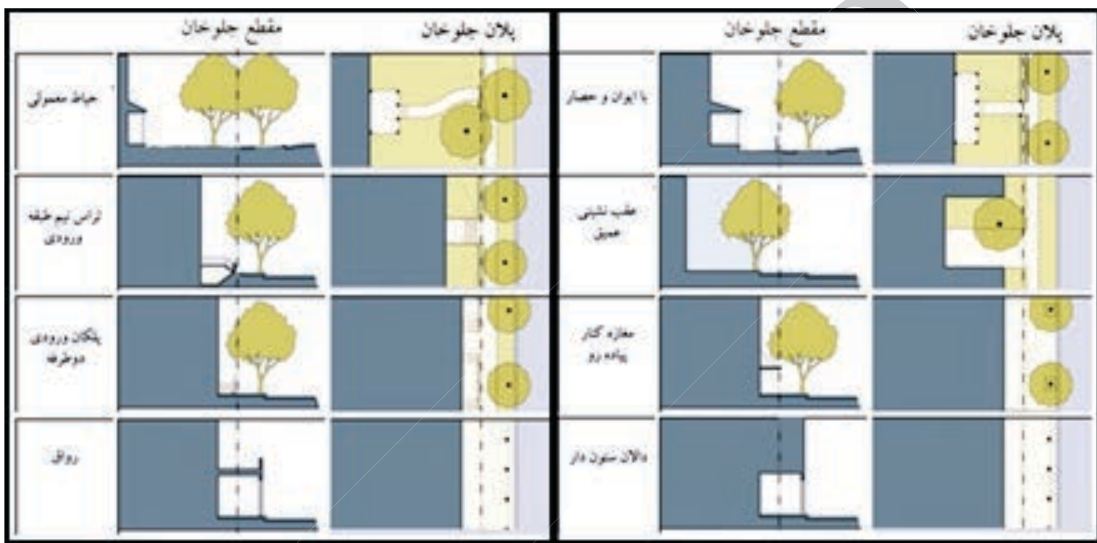 پلان جلوخان
مقطع جلوخان
با ایوان و حصار
عقب نشینی
عمیق
مغازه کنار
پیاده رو
دالان ستون دار
پلان جلوخان
مقطع جلوخان
حیاط معمولی
تراس نیم طبقه
ورودی
پلکان ورودی
دوطرفه
رواق